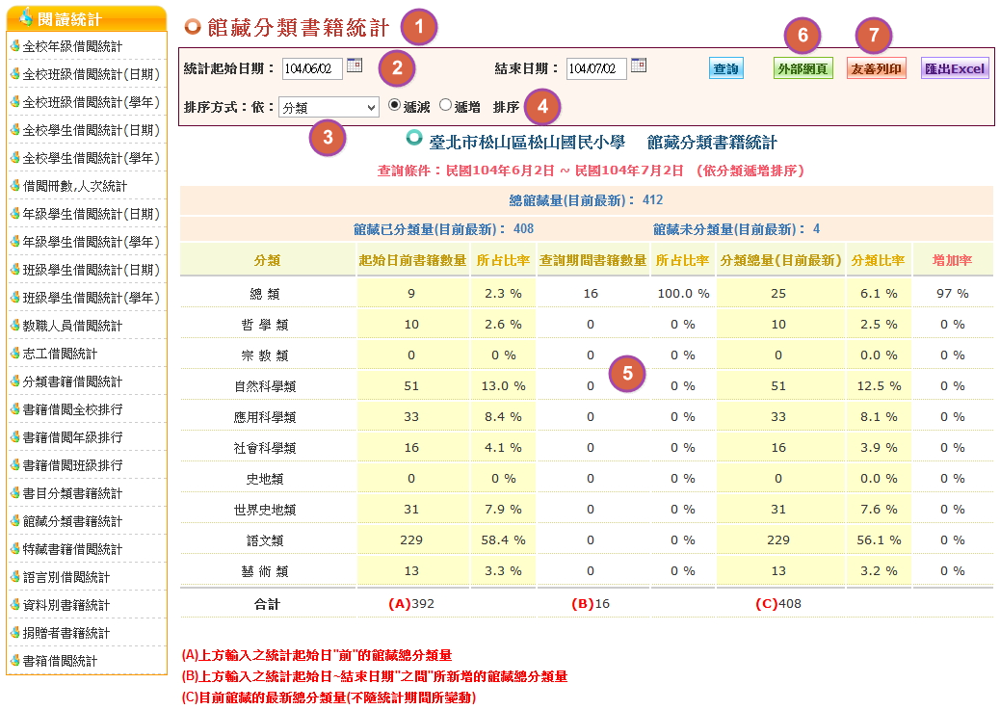 閱讀統計
全校年級借閱統計
全校班級借閱統計(日期)
全校班級借閱統計(學年)
全校學生借閱統計(日期)
全校學生借閱統計(學年)
借閱冊數,人次統計
年級學生借閱統計(日期)
年級學生借閱統計(學年)
班級學生借閱統計(日期)
班級學生借閱統計(學年)
教職人員借閱統計
志工借閱統計
分類書籍借閱統計
書籍借閱全校排行
書籍借閱年級排行
書籍借閱班級排行
書目分類書籍統計
館藏分類書籍統計
特藏書籍借閱統計
語言別借閱統計
資料別書籍統計
捐贈者書籍統計
書箱借閱統計
館藏分類書籍統計 1
統計起始日期： 104/06/02 2 結束日期： 104/07/02 查詢 6 外部網頁 7 友善列印 匯出Excel
排序方式：依： 分類 遞減 遞增 排序 4
3
臺北市松山區松山國民小學 館藏分類書籍統計
查詢條件：民國104年6月2日 ~ 民國104年7月2日 (依分類遞增排序)
總館藏量(目前最新)： 412
館藏已分類量(目前最新)： 408 館藏未分類量(目前最新)： 4
分類 起始日前書籍數量 所占比率 查詢期間書籍數量 所占比率 分類總量(目前最新) 分類比率 增加率
總 類 9 2.3 % 16 100.0 % 25 6.1 % 97 %
哲 學 類 10 2.6 % 0 0 % 10 2.5 % 0 %
宗 教 類 0 0 % 0 0 % 0 0.0 % 0 %
自然科學類 51 13.0 % 0 5 0 % 51 12.5 % 0 %
應用科學類 33 8.4 % 0 0 % 33 8.1 % 0 %
社會科學類 16 4.1 % 0 0 % 16 3.9 % 0 %
史地類 0 0 % 0 0 % 0 0.0 % 0 %
世界史地類 31 7.9 % 0 0 % 31 7.6 % 0 %
語文類 229 58.4 % 0 0 % 229 56.1 % 0 %
藝 術 類 13 3.3 % 0 0 % 13 3.2 % 0 %
合計 (A)392 (B)16 (C)408
(A)上方輸入之統計起始日"前"的館藏總分類量
(B)上方輸入之統計起始日~結束日期"之間"所新增的館藏總分類量
(C)目前館藏的最新總分類量(不隨統計期間所變動)